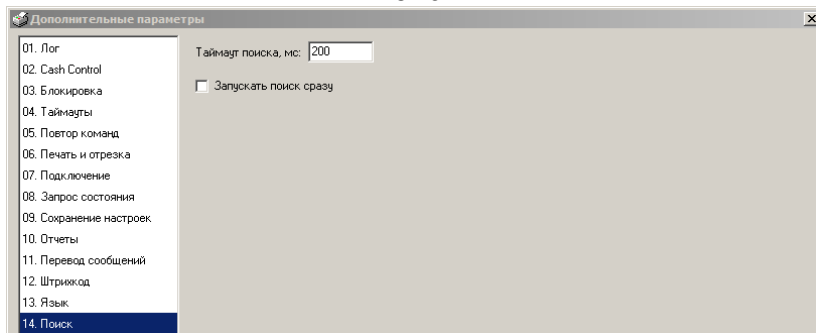 Дополнительные параметры
01. Лог
02. Cash Control
03. Блокировка
04. Таймауты
05. Повтор команд
06. Печать и отрезка
07. Подключение
08. Запрос состояния
09. Сохранение настроек
10. Отчеты
11. Перевод сообщений
12. Штрихкод
13. Язык
14. Поиск
Таймаут поиска, мс: 200
Запускать поиск сразу